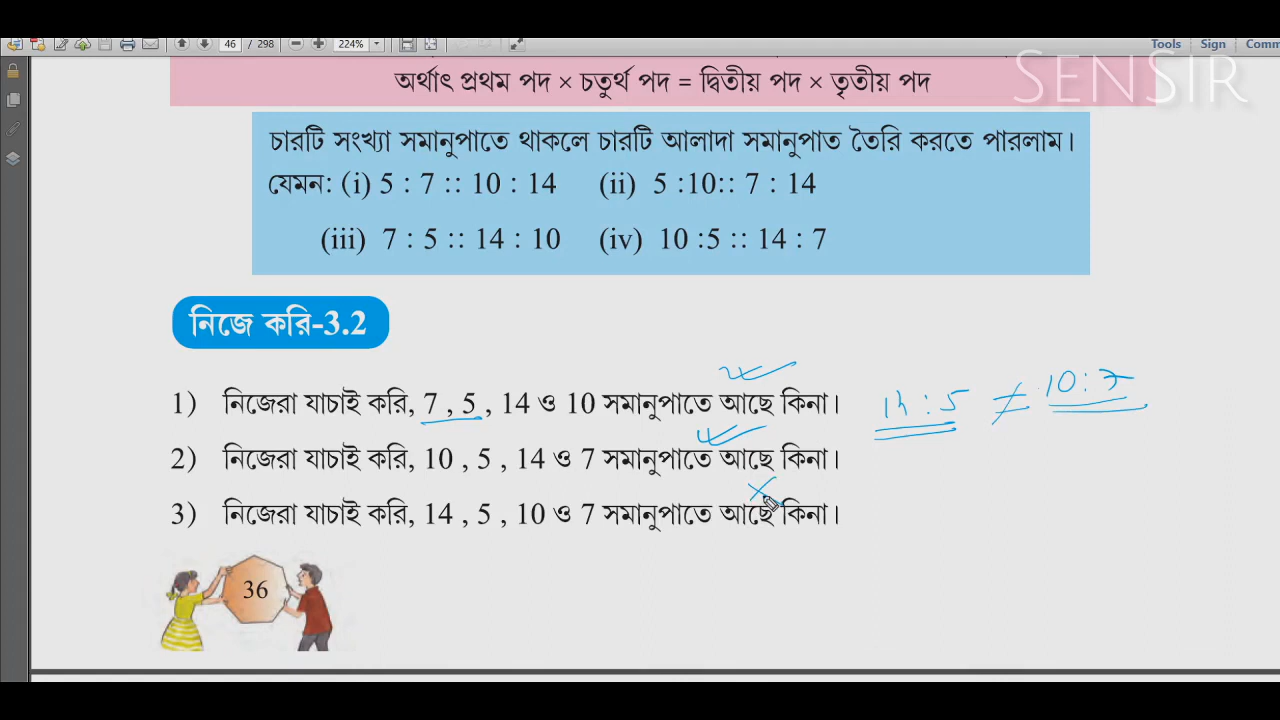 46 / 298 224% Tools Sign Comm
SENSIR
অর্থাৎ প্রথম পদ × চতুর্থ পদ = দ্বিতীয় পদ × তৃতীয় পদ
চারটি সংখ্যা সমানুপাতে থাকলে চারটি আলাদা সমানুপাত তৈরি করতে পারলাম।
যেমন: (i) 5 : 7 :: 10 : 14 (ii) 5 :10:: 7 : 14
(iii) 7 : 5 :: 14 : 10 (iv) 10 :5 :: 14 : 7
নিজে করি-3.2
1) নিজেরা যাচাই করি, 7 , 5 , 14 ও 10 সমানুপাতে আছে কিনা। 14 : 5 ≠ 10 : 7
2) নিজেরা যাচাই করি, 10 , 5 , 14 ও 7 সমানুপাতে আছে কিনা।
3) নিজেরা যাচাই করি, 14 , 5 , 10 ও 7 সমানুপাতে আছে কিনা।
36